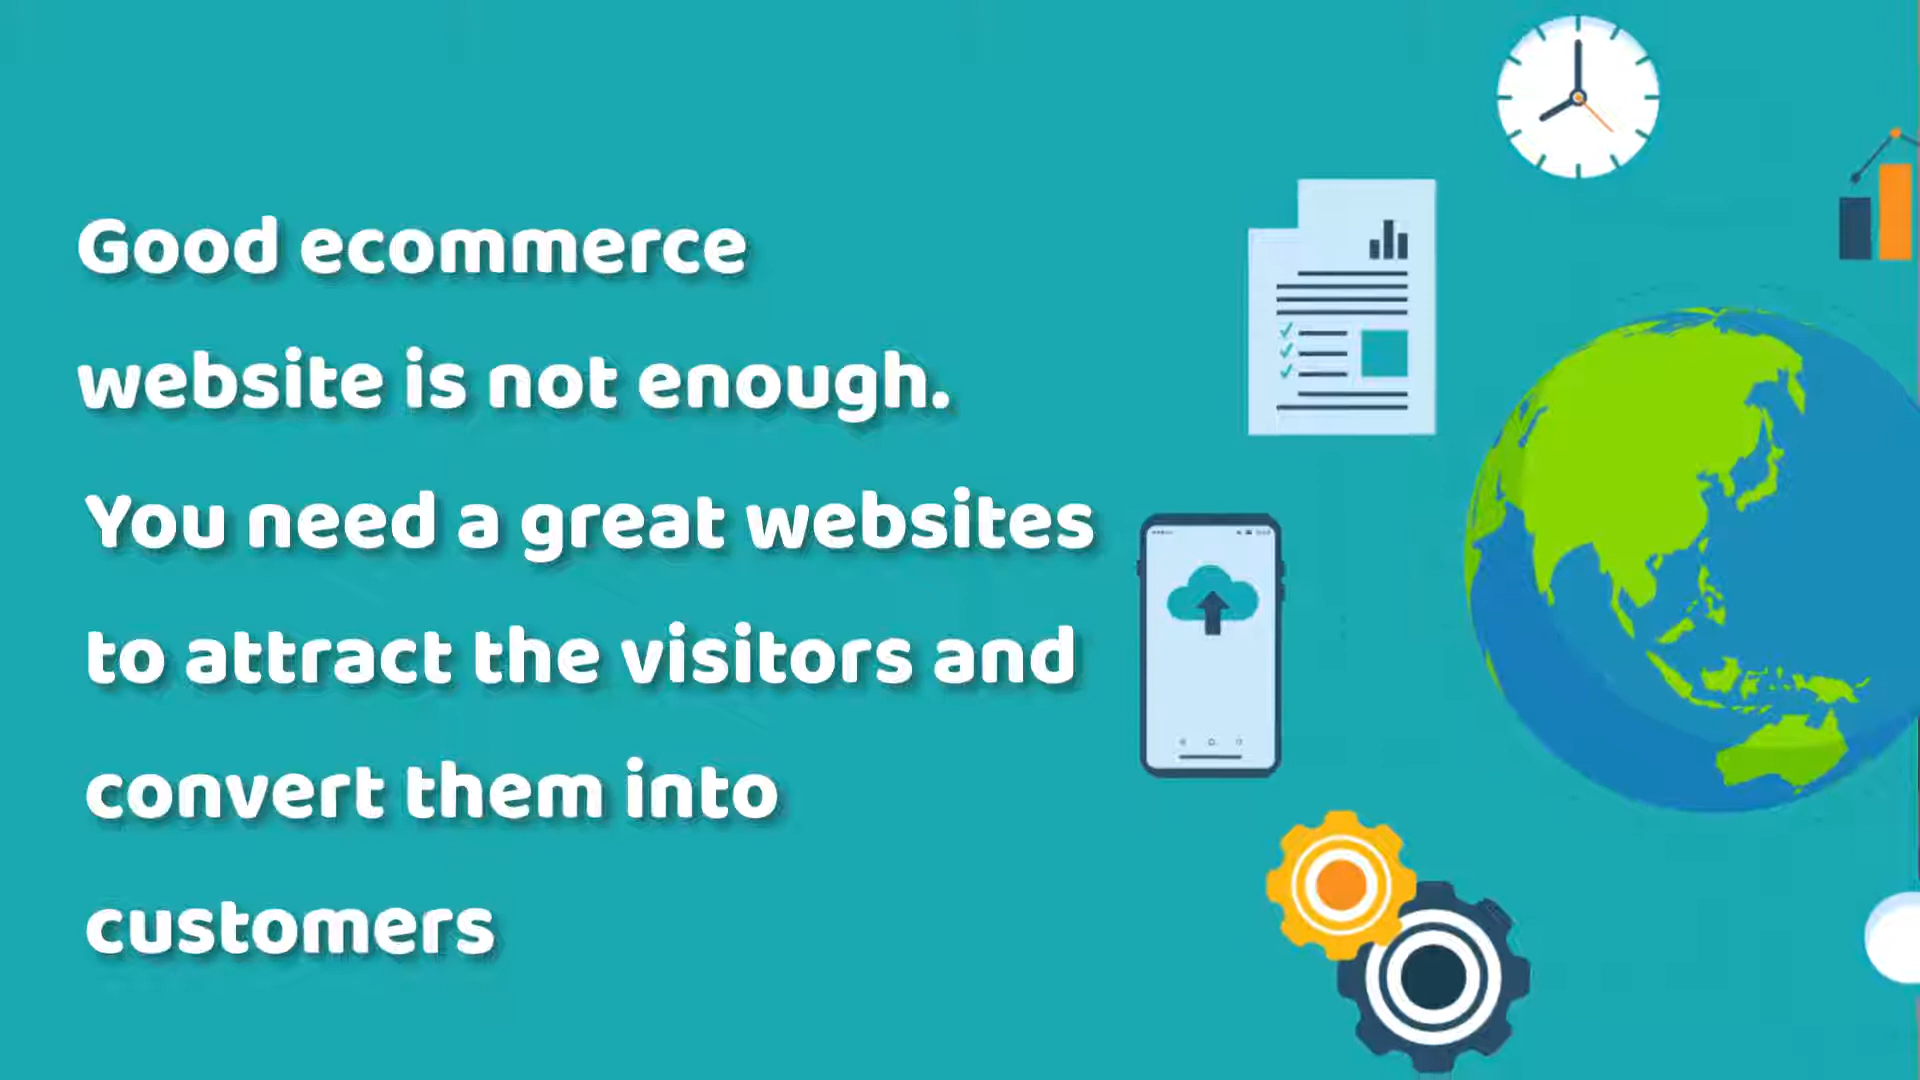 Good ecommerce
website is not enough.
You need a great websites
to attract the visitors and
convert them into
customers